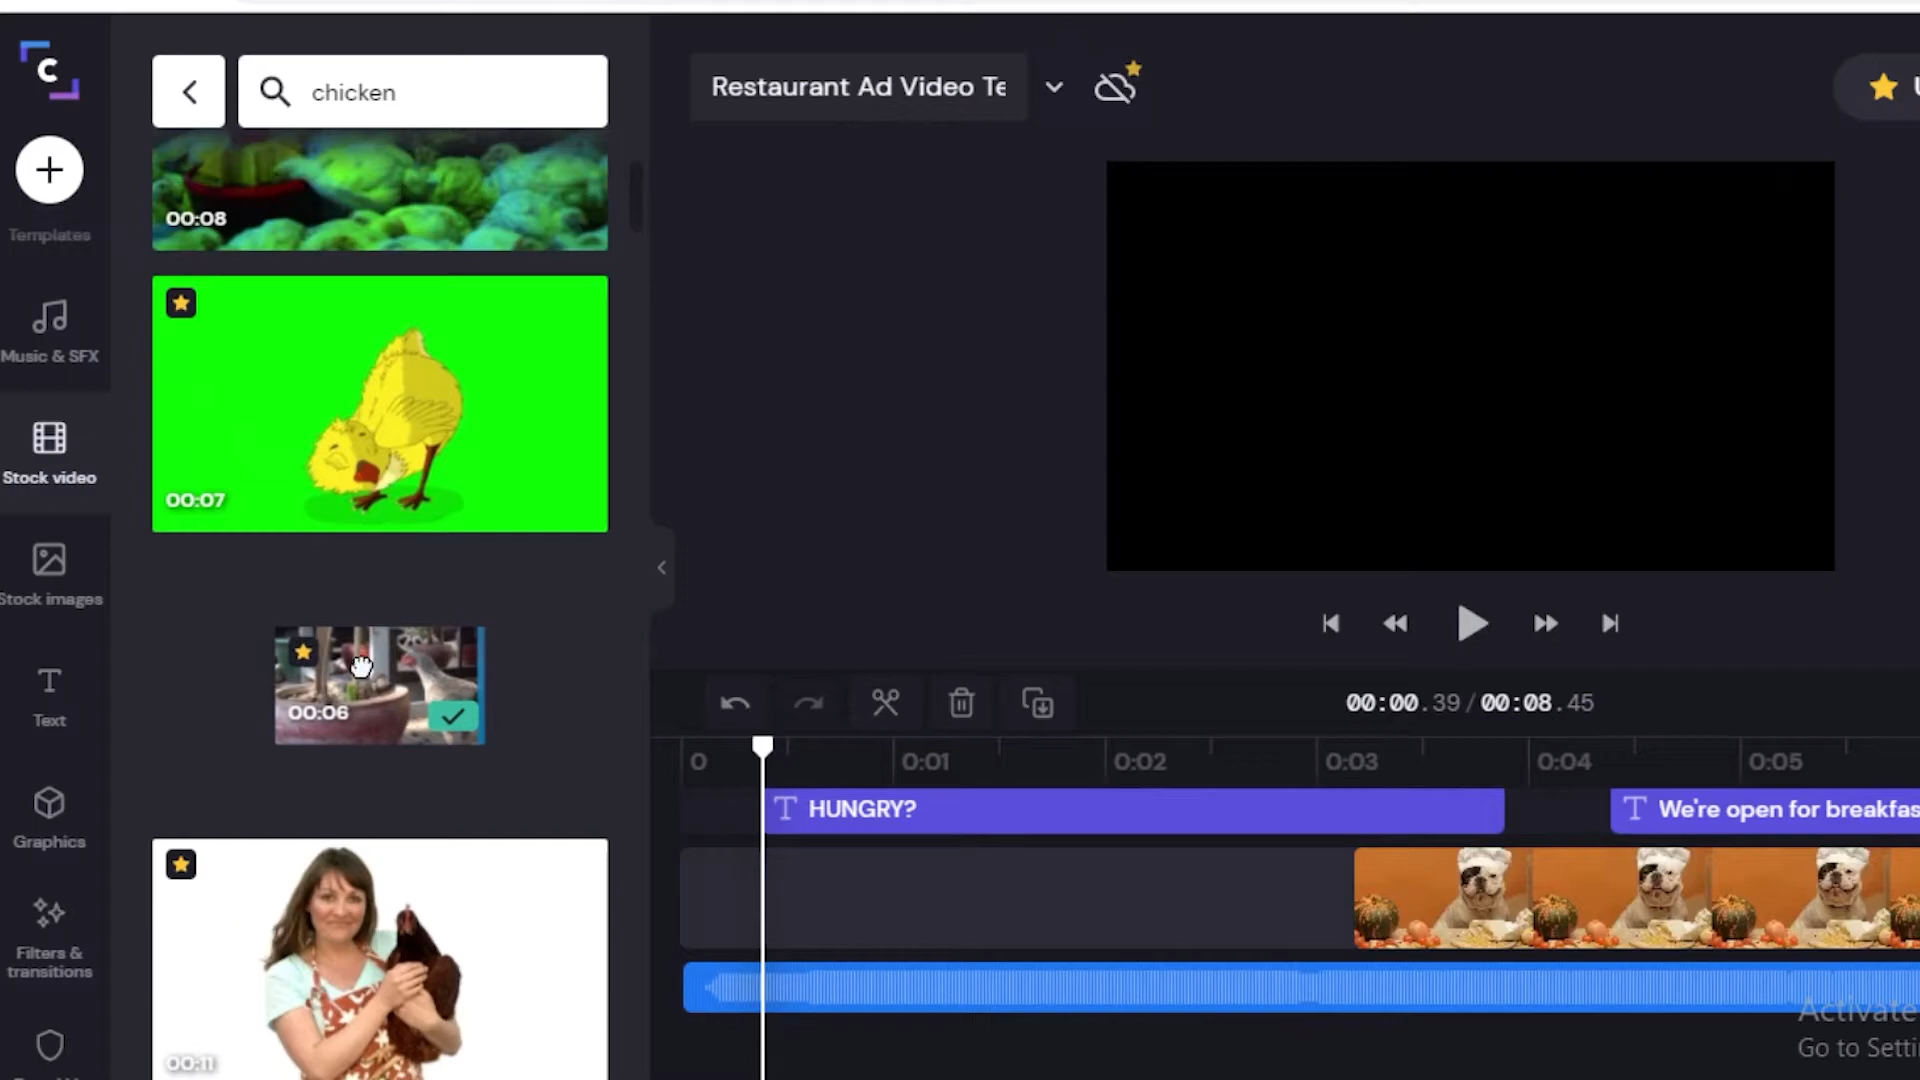 C
chicken
Restaurant Ad Video Te
Templates
00:08
Music & SFX
Stock video
00:07
Stock images
00:06
Text
00:00.39/00:08.45
0 0:01 0:02 0:03 0:04 0:05
T HUNGRY?
T We're open for breakfas
Graphics
Filters &
transitions
00:11
Activate
Go to Setti